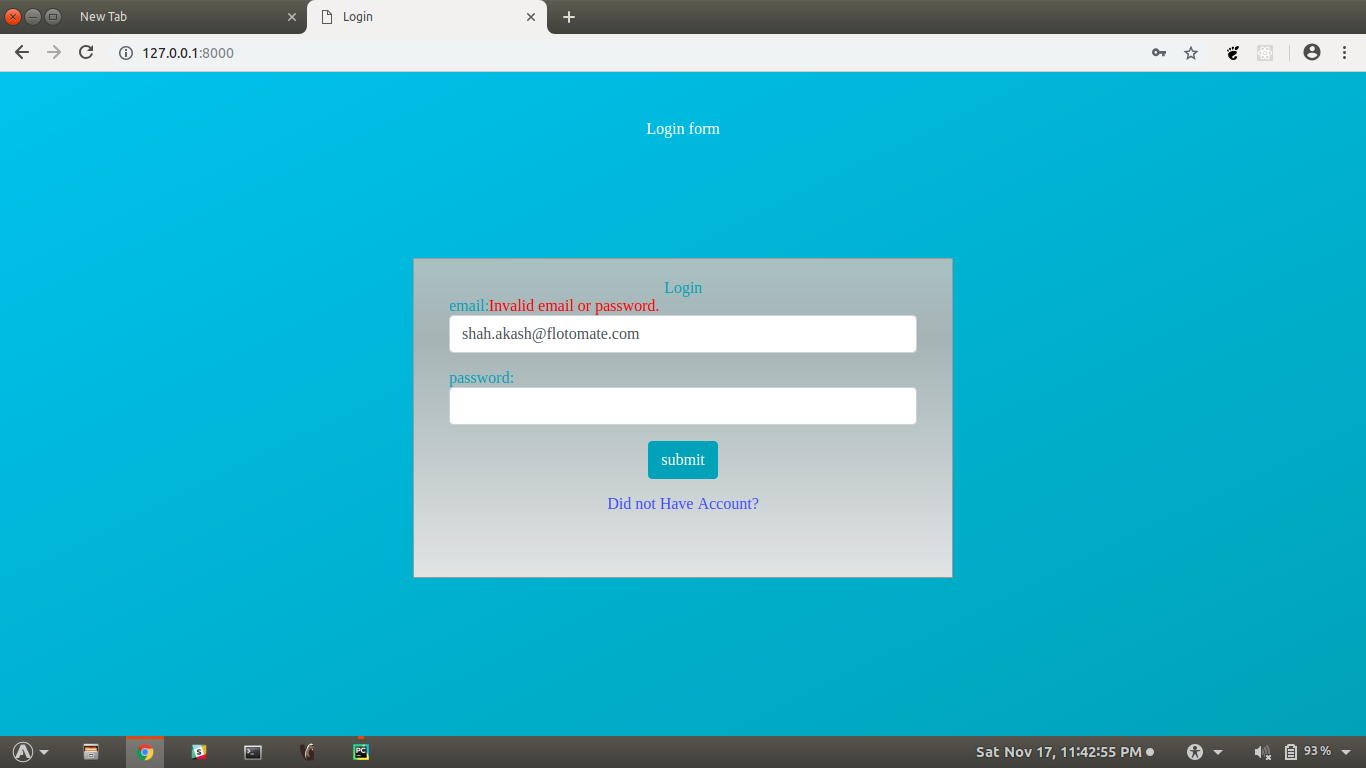 New Tab
Login
127.0.0.1:8000
Login form
Login
email:Invalid email or password.
shah.akash@flotomate.com
password:
submit
Did not Have Account?
PC
Sat Nov 17, 11:42:55 PM
93 %